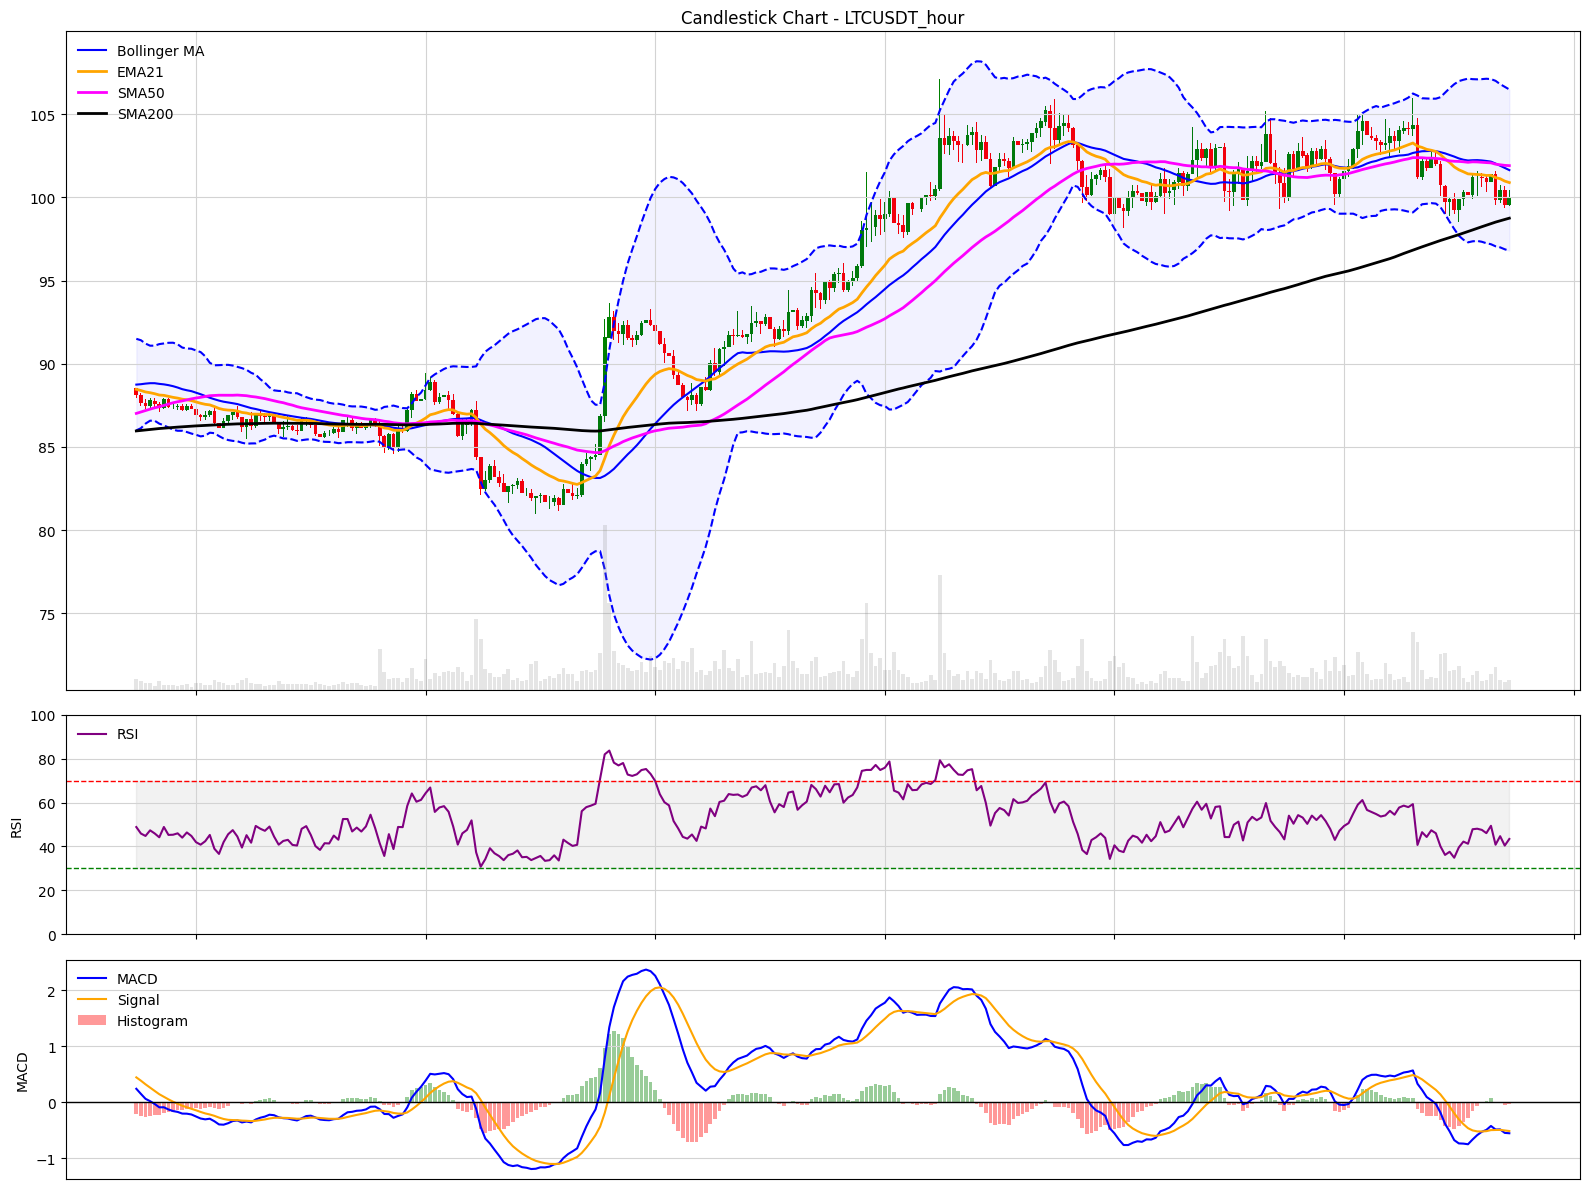 Candlestick Chart - LTCUSDT_hour
Bollinger MA
EMA21
SMA50
SMA200
105
100
95
90
85
80
75
RSI
100
80
60
40
20
0
RSI
MACD
Signal
Histogram
2
1
0
−1
MACD